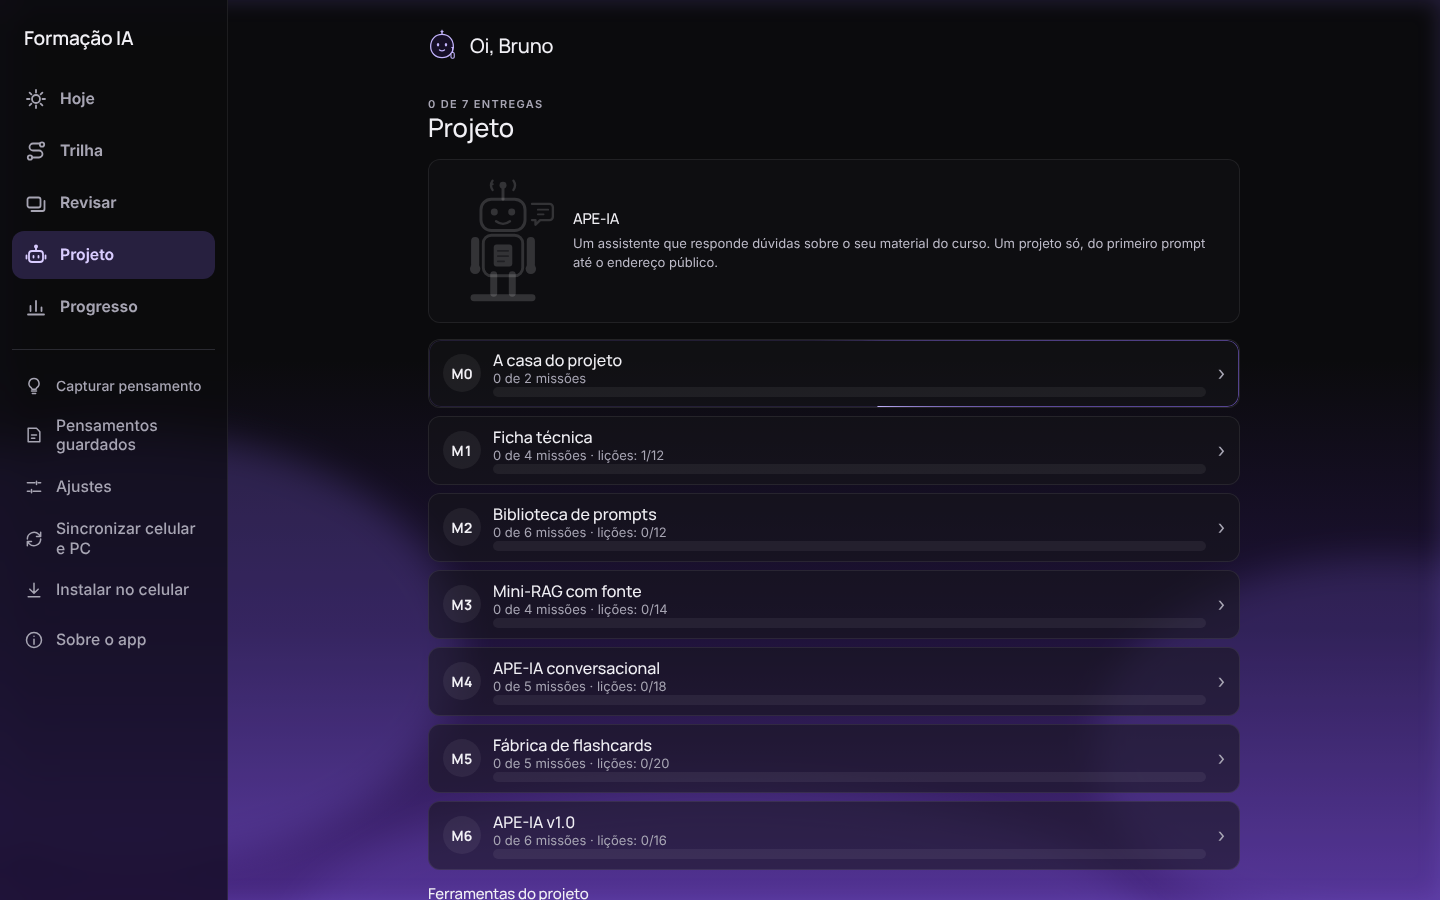 Formação IA
Hoje
Trilha
Revisar
Projeto
Progresso
Capturar pensamento
Pensamentos
guardados
Ajustes
Sincronizar celular
e PC
Instalar no celular
Sobre o app
Oi, Bruno
0 DE 7 ENTREGAS
Projeto
APE-IA
Um assistente que responde dúvidas sobre o seu material do curso. Um projeto só, do primeiro prompt
até o endereço público.
M0
A casa do projeto
0 de 2 missões
M1
Ficha técnica
0 de 4 missões · lições: 1/12
M2
Biblioteca de prompts
0 de 6 missões · lições: 0/12
M3
Mini-RAG com fonte
0 de 4 missões · lições: 0/14
M4
APE-IA conversacional
0 de 5 missões · lições: 0/18
M5
Fábrica de flashcards
0 de 5 missões · lições: 0/20
M6
APE-IA v1.0
0 de 6 missões · lições: 0/16
Ferramentas do projeto